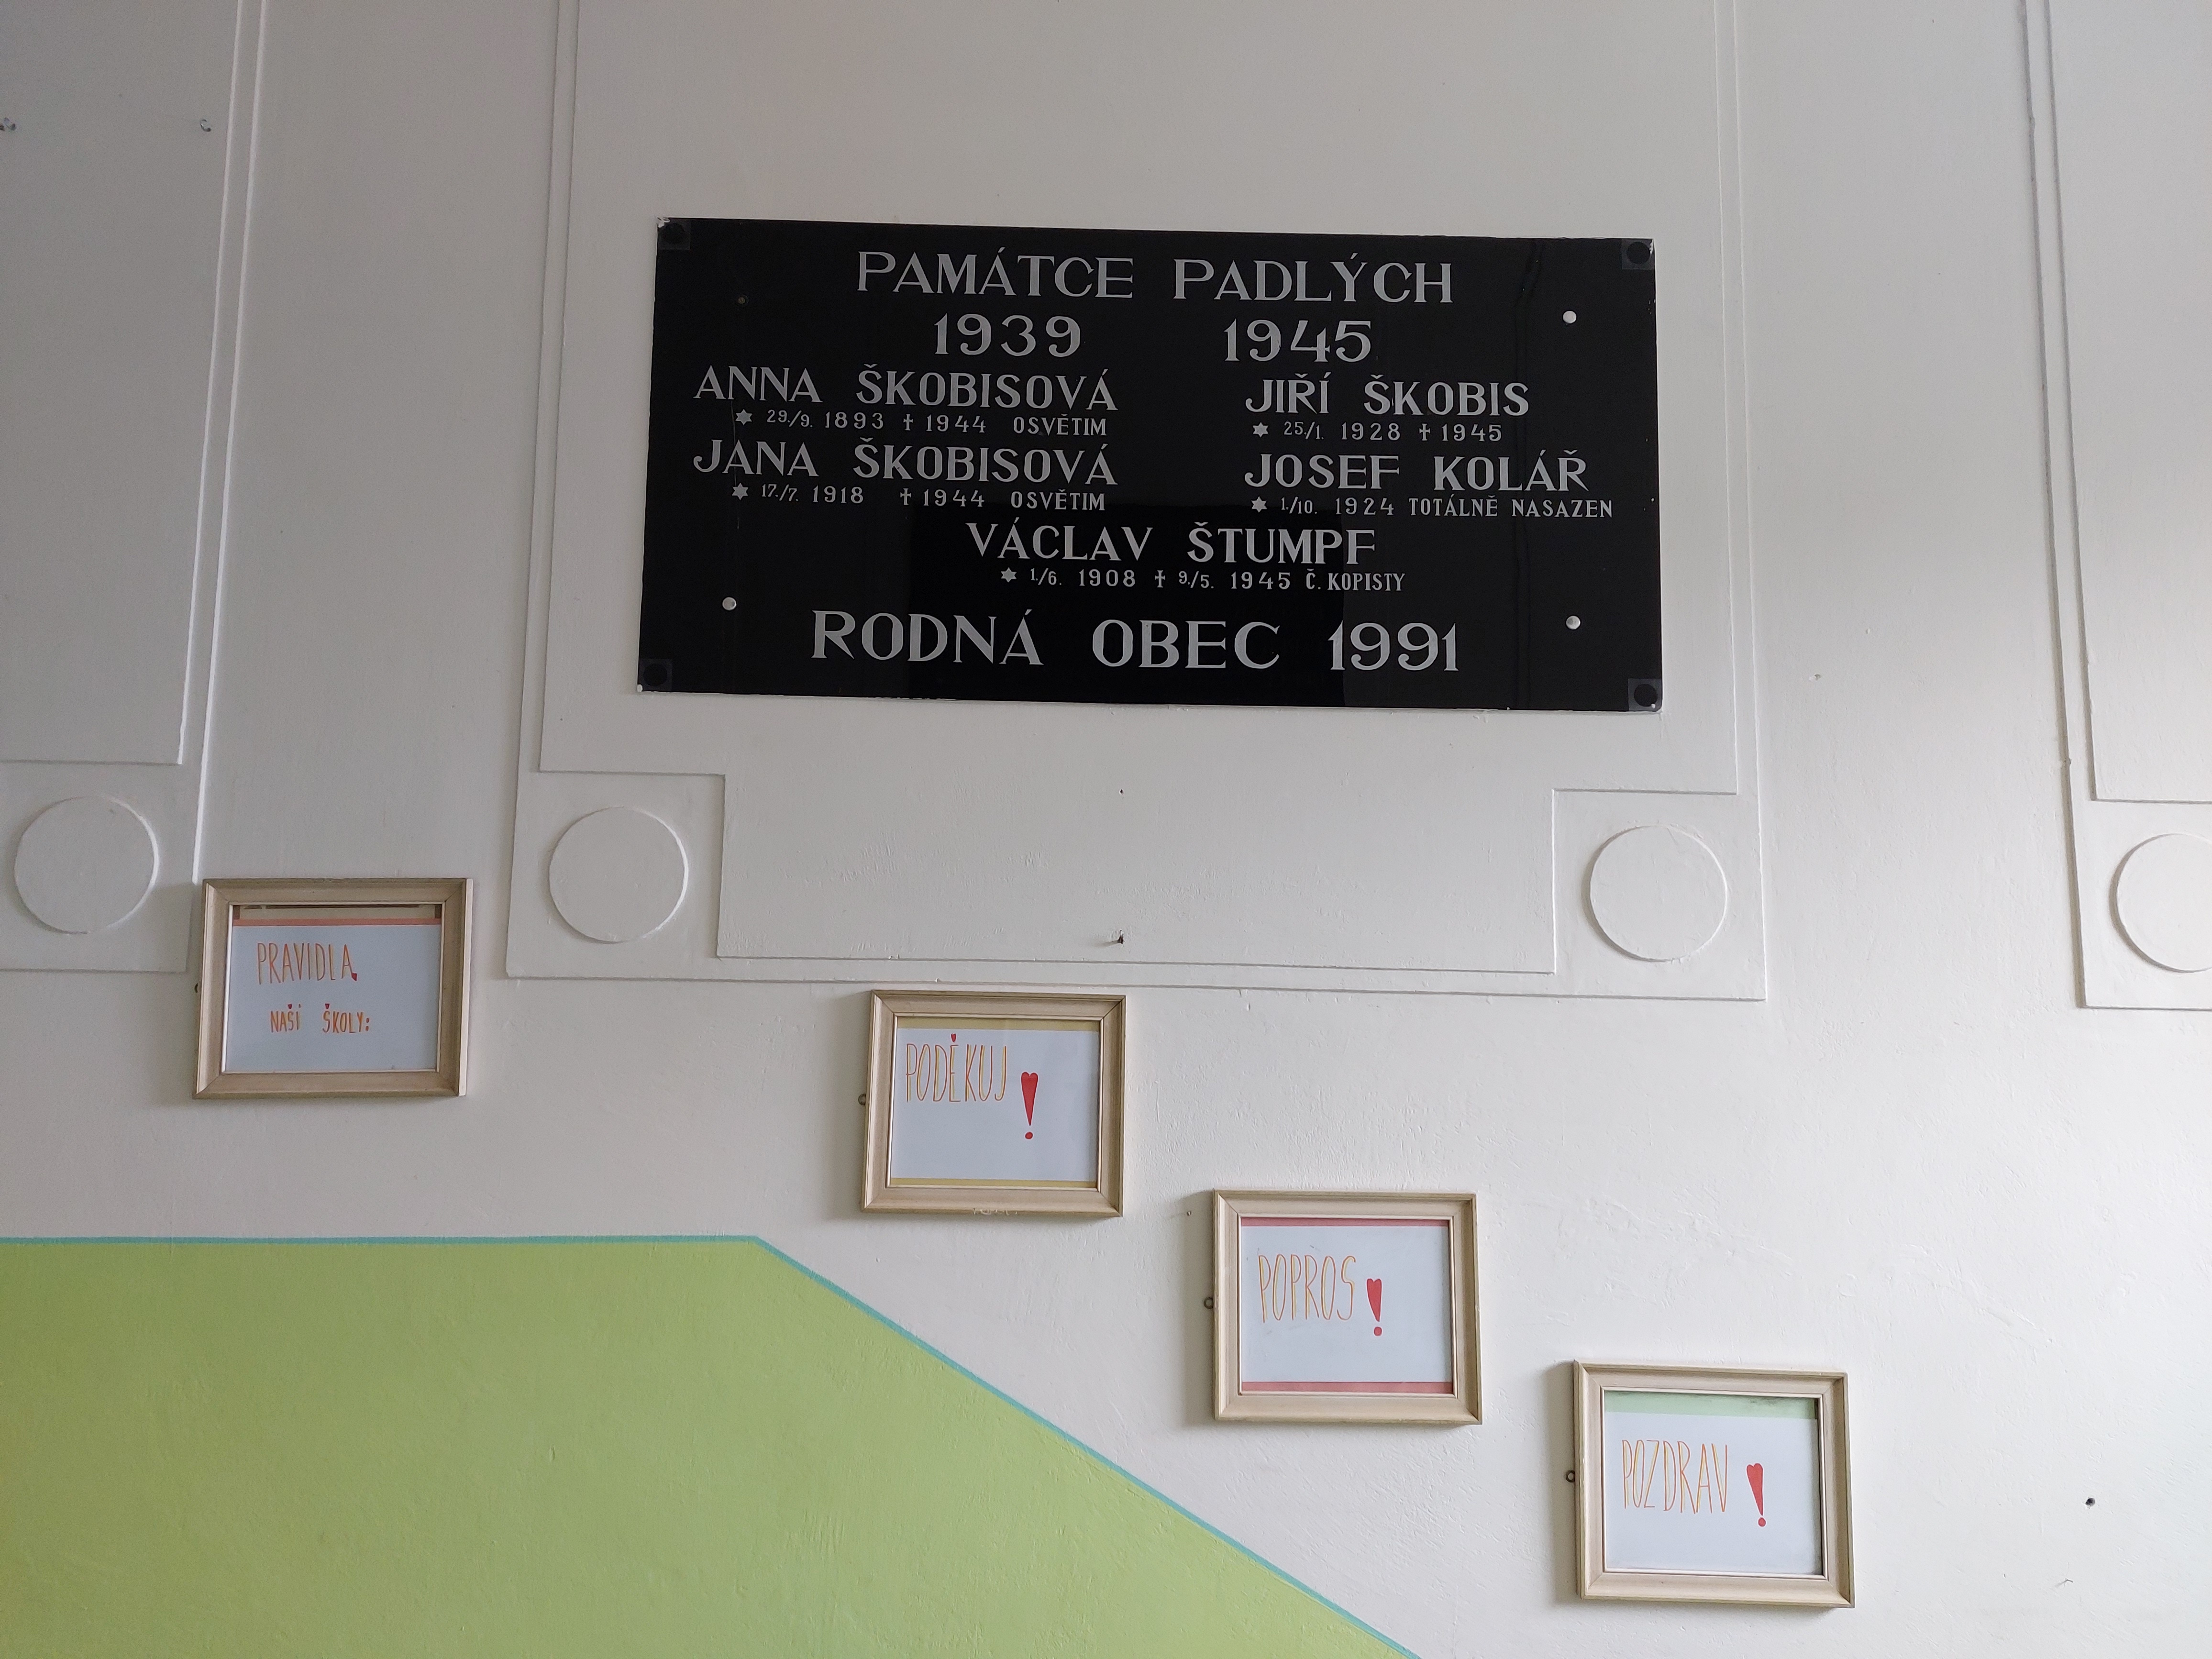 PAMÁTCE PADLÝCH
1939 1945
ANNA ŠKOBISOVÁ
✶ 29./9. 1893 † 1944 OSVĚTIM
JIŘÍ ŠKOBIS
✶ 25./1. 1928 † 1945
JANA ŠKOBISOVÁ
✶ 17./7. 1918 † 1944 OSVĚTIM
JOSEF KOLÁŘ
✶ 1./10. 1924 TOTÁLNĚ NASAZEN
VÁCLAV ŠTUMPF
✶ 1./6. 1908 † 9./5. 1945 Č. KOPISTY
RODNÁ OBEC 1991
PRAVIDLA
NAŠÍ ŠKOLY:
PODĚKUJ!
POPROS!
POZDRAV!